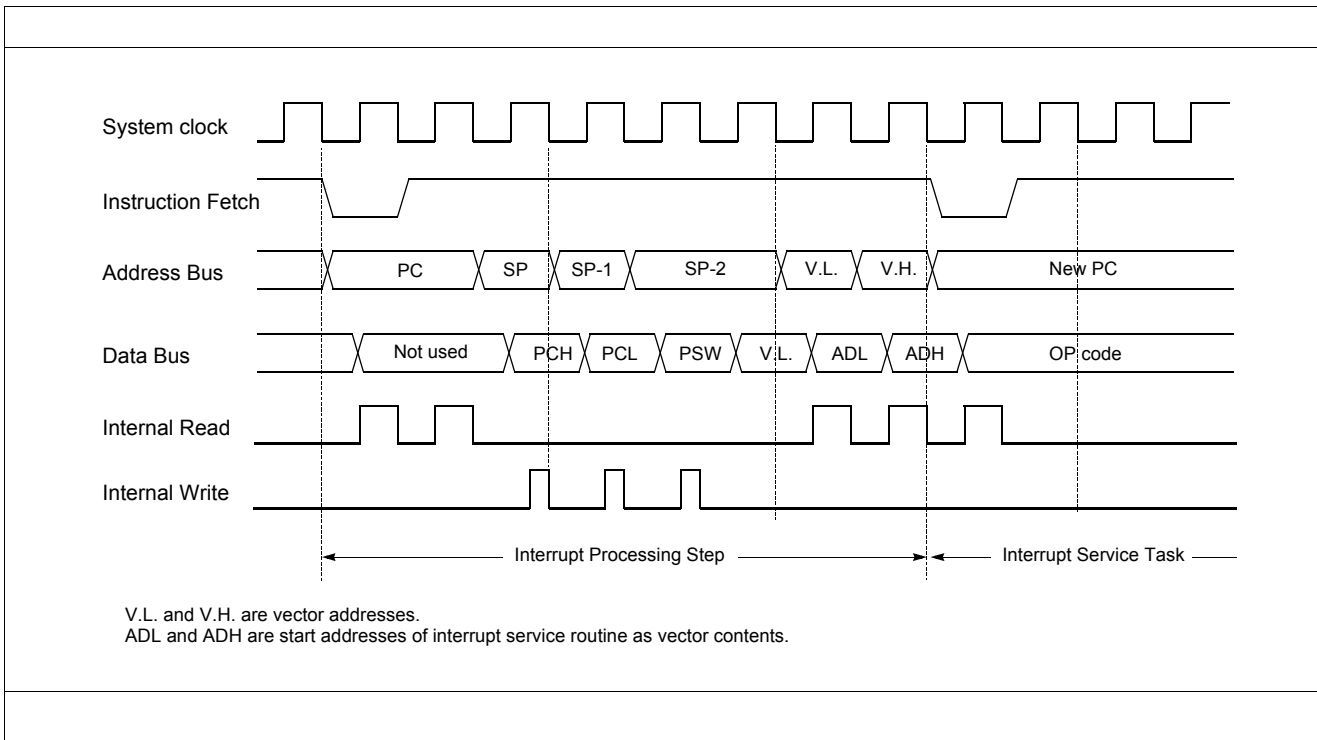 System clock
Instruction Fetch
Address Bus
PC SP SP-1 SP-2 V.L. V.H. New PC
Data Bus
Not used PCH PCL PSW V.L. ADL ADH OP code
Internal Read
Internal Write
Interrupt Processing Step Interrupt Service Task
V.L. and V.H. are vector addresses.
ADL and ADH are start addresses of interrupt service routine as vector contents.